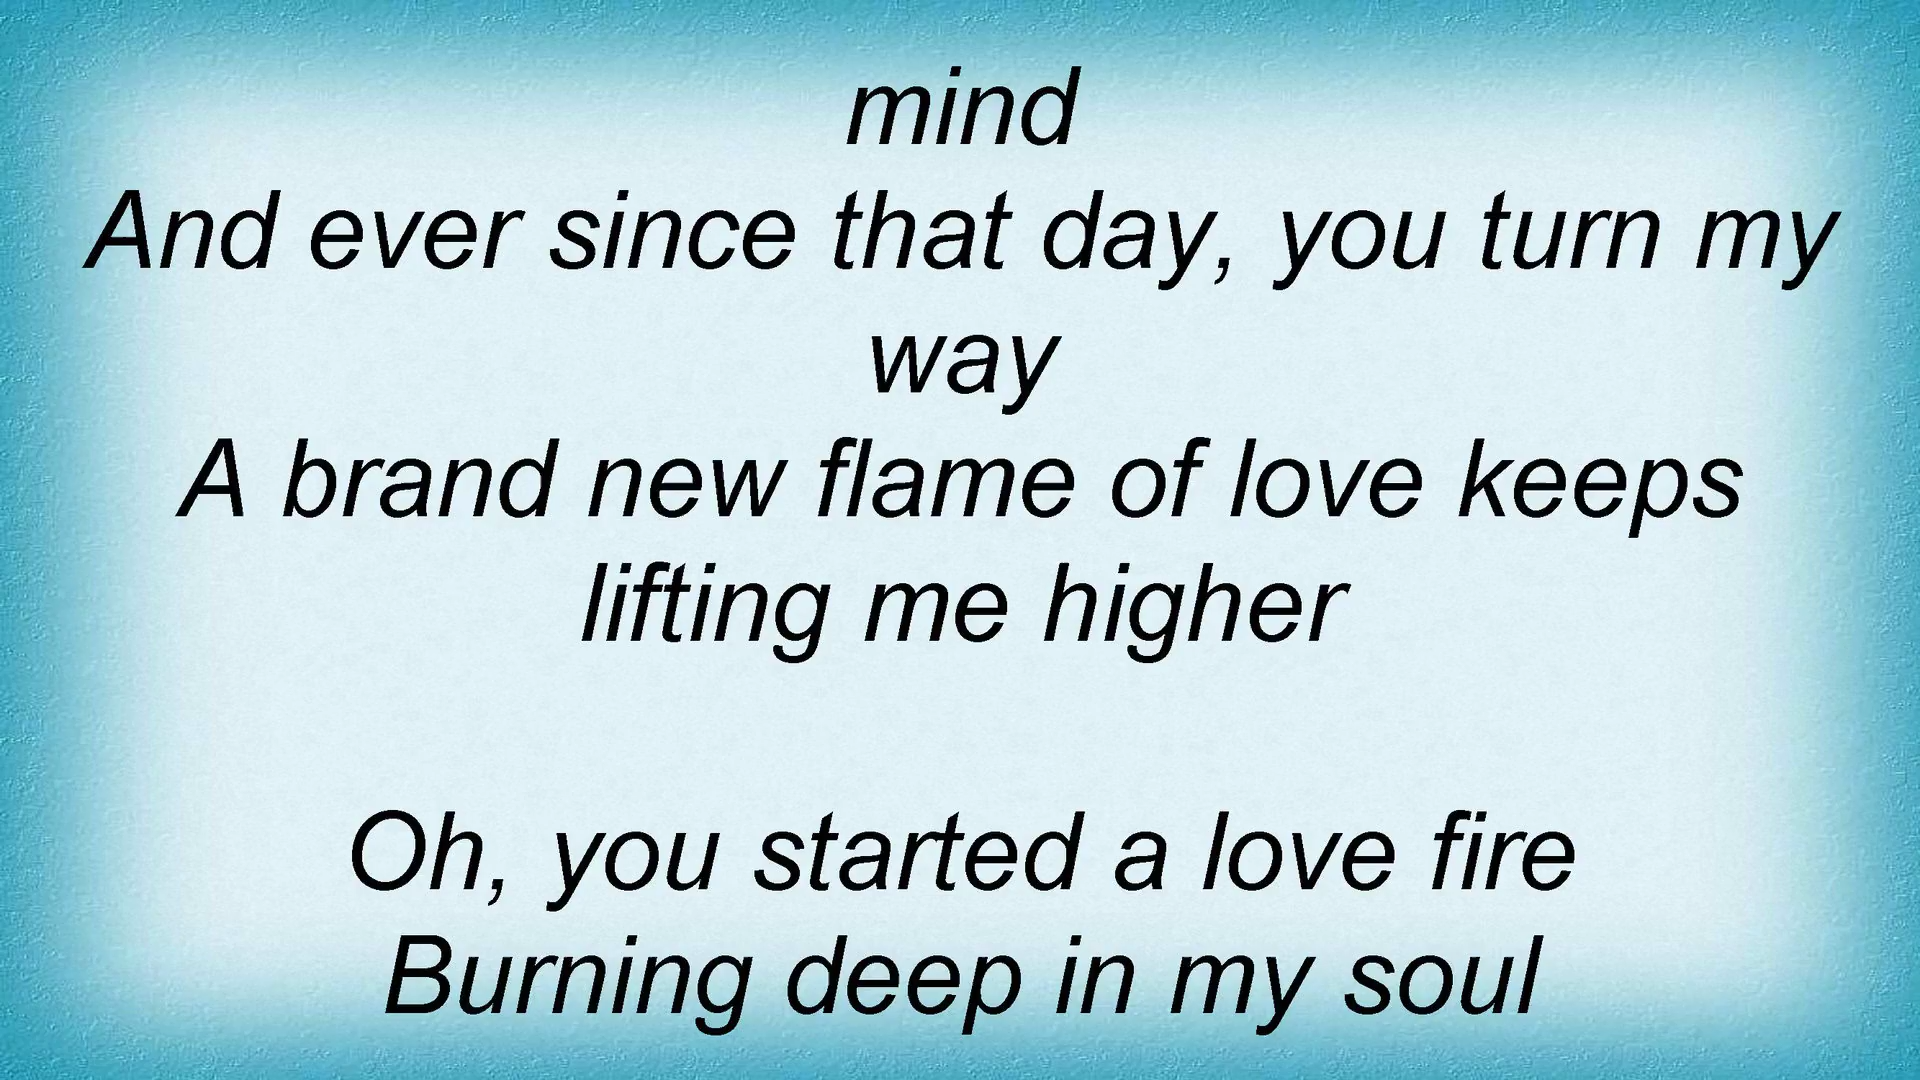 mind
And ever since that day, you turn my
way
A brand new flame of love keeps
lifting me higher
Oh, you started a love fire
Burning deep in my soul